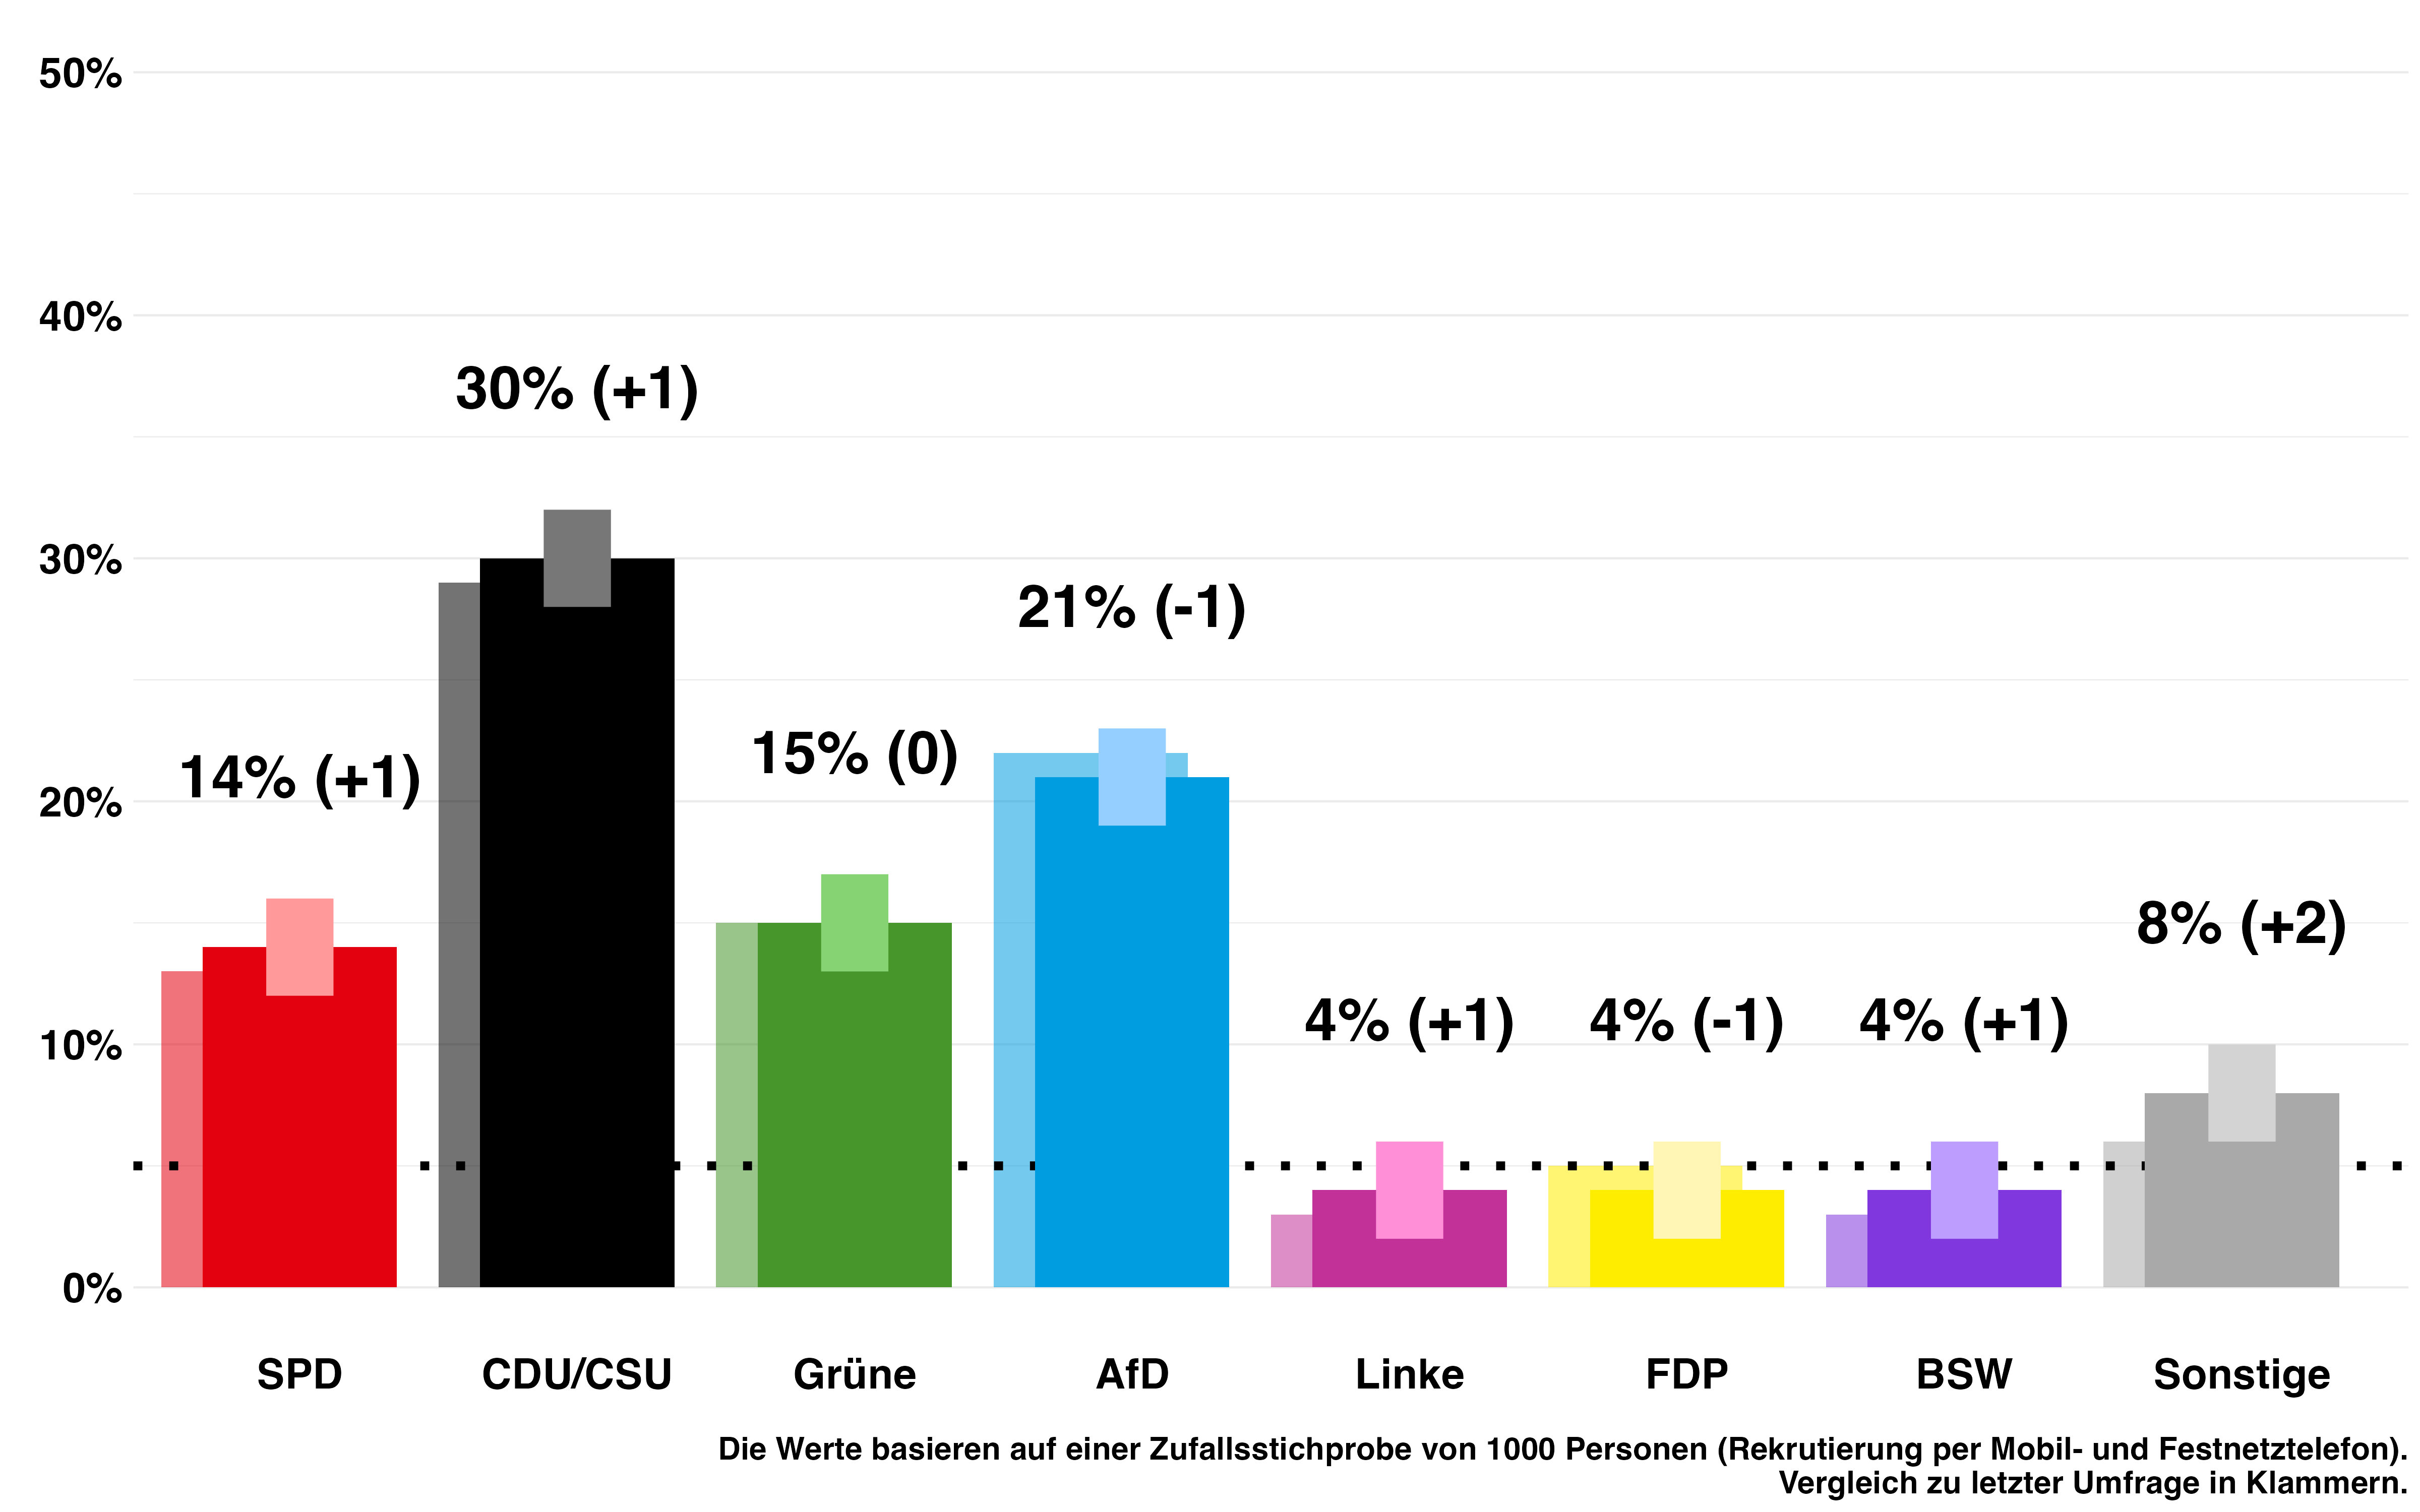 50%
40%
30%
20%
10%
0%
14% (+1)
30% (+1)
15% (0)
21% (-1)
4% (+1)
4% (-1)
4% (+1)
8% (+2)
SPD
CDU/CSU
Grüne
AfD
Linke
FDP
BSW
Sonstige
Die Werte basieren auf einer Zufallsstichprobe von 1000 Personen (Rekrutierung per Mobil- und Festnetztelefon).
Vergleich zu letzter Umfrage in Klammern.